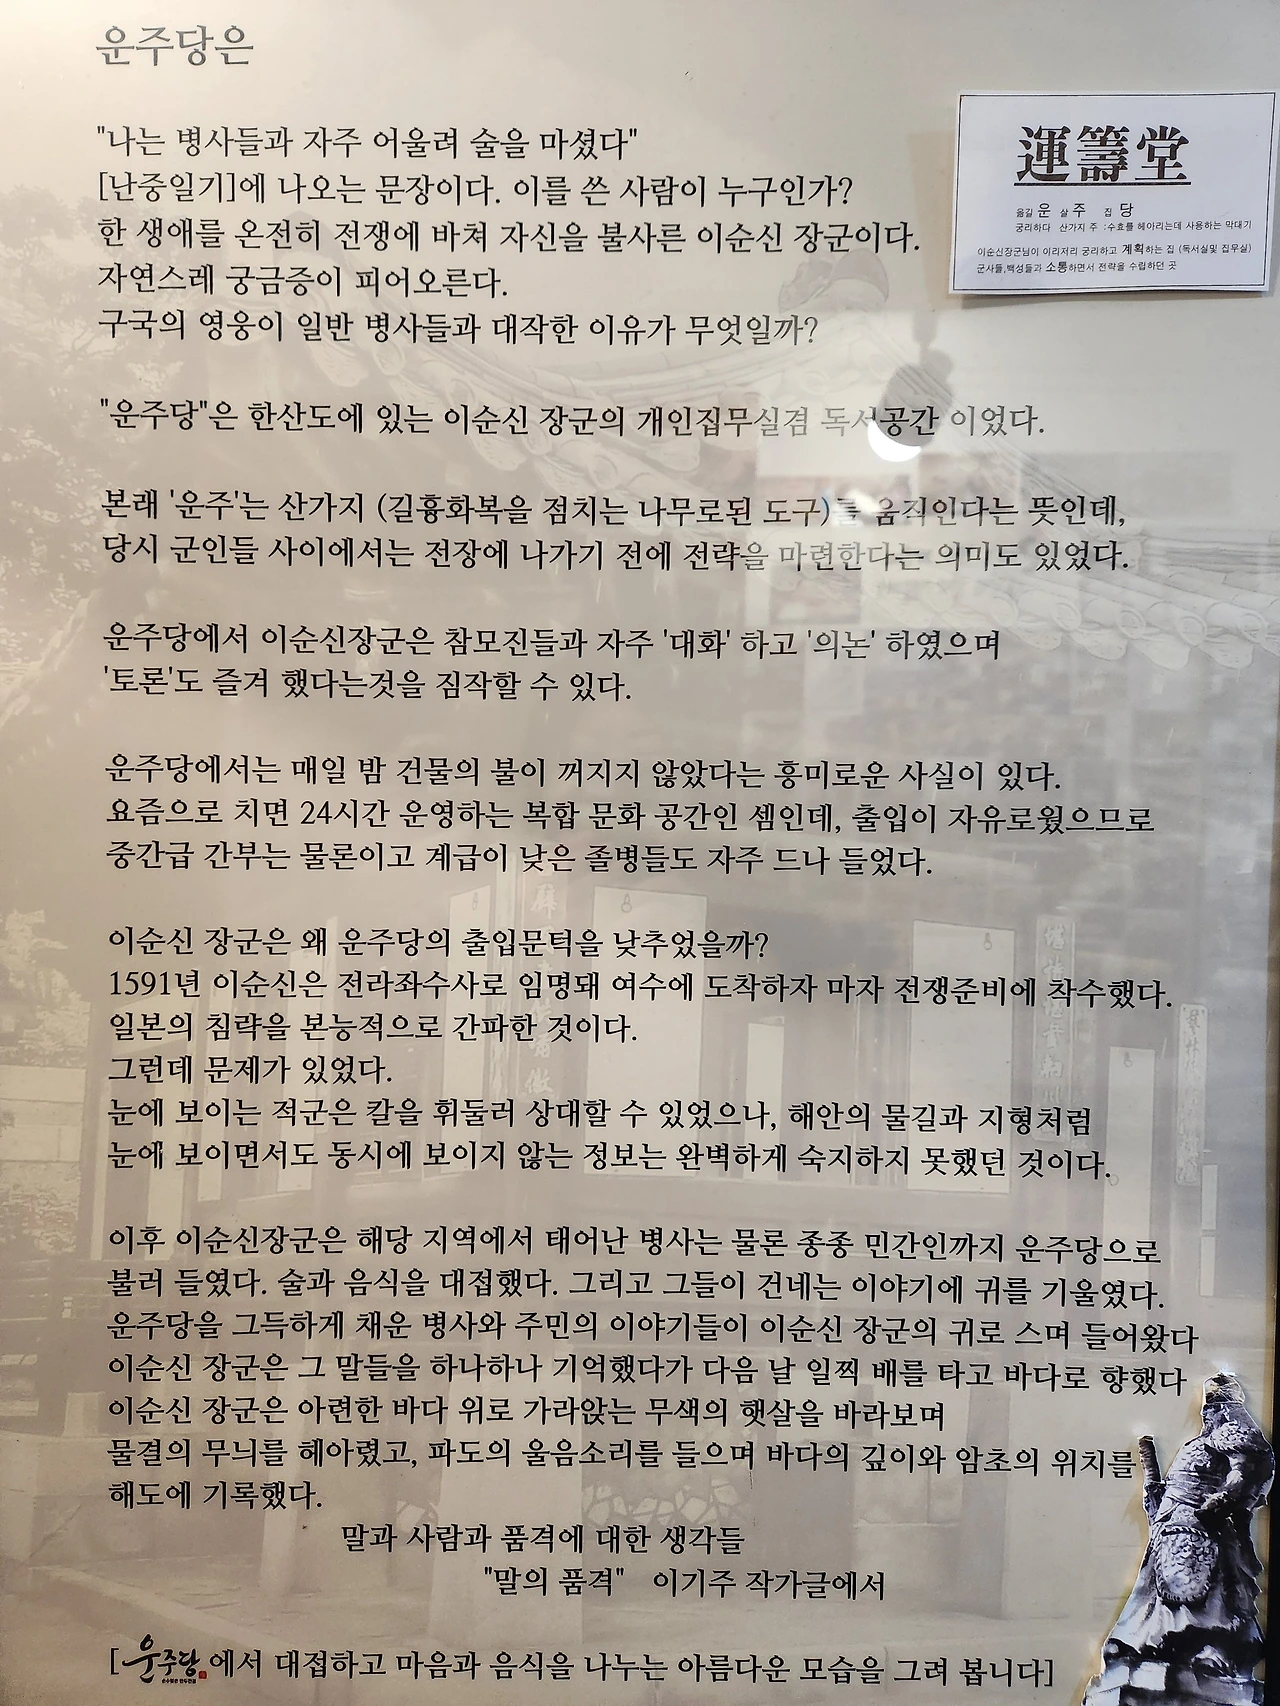 운주당은
"나는 병사들과 자주 어울려 술을 마셨다"
[난중일기]에 나오는 문장이다. 이를 쓴 사람이 누구인가?
한 생애를 온전히 전쟁에 바쳐 자신을 불사른 이순신 장군이다.
자연스레 궁금증이 피어오른다.
구국의 영웅이 일반 병사들과 대작한 이유가 무엇일까?
運籌堂
옮길 운 살 주 집 당
궁리하다 산가지 주 :수효를 헤아리는데 사용하는 막대기
이순신장군님이 이리저리 궁리하고 계획하는 집 (독서실및 집무실)
군사들,백성들과 소통하면서 전략을 수립하던 곳
"운주당"은 한산도에 있는 이순신 장군의 개인집무실겸 독서공간 이었다.
본래 '운주'는 산가지 (길흉화복을 점치는 나무로된 도구)를 움직인다는 뜻인데,
당시 군인들 사이에서는 전장에 나가기 전에 전략을 마련한다는 의미도 있었다.
운주당에서 이순신장군은 참모진들과 자주 '대화' 하고 '의논' 하였으며
'토론'도 즐겨 했다는것을 짐작할 수 있다.
운주당에서는 매일 밤 건물의 불이 꺼지지 않았다는 흥미로운 사실이 있다.
요즘으로 치면 24시간 운영하는 복합 문화 공간인 셈인데, 출입이 자유로웠으므로
중간급 간부는 물론이고 계급이 낮은 졸병들도 자주 드나 들었다.
이순신 장군은 왜 운주당의 출입문턱을 낮추었을까?
1591년 이순신은 전라좌수사로 임명돼 여수에 도착하자 마자 전쟁준비에 착수했다.
일본의 침략을 본능적으로 간파한 것이다.
그런데 문제가 있었다.
눈에 보이는 적군은 칼을 휘둘러 상대할 수 있었으나, 해안의 물길과 지형처럼
눈에 보이면서도 동시에 보이지 않는 정보는 완벽하게 숙지하지 못했던 것이다.
이후 이순신장군은 해당 지역에서 태어난 병사는 물론 종종 민간인까지 운주당으로
불러 들였다. 술과 음식을 대접했다. 그리고 그들이 건네는 이야기에 귀를 기울였다.
운주당을 그득하게 채운 병사와 주민의 이야기들이 이순신 장군의 귀로 스며 들어왔다
이순신 장군은 그 말들을 하나하나 기억했다가 다음 날 일찍 배를 타고 바다로 향했다
이순신 장군은 아련한 바다 위로 가라앉는 무색의 햇살을 바라보며
물결의 무늬를 헤아렸고, 파도의 울음소리를 들으며 바다의 깊이와 암초의 위치를
해도에 기록했다.
말과 사람과 품격에 대한 생각들
"말의 품격" 이기주 작가글에서
[운주당에서 대접하고 마음과 음식을 나누는 아름다운 모습을 그려 봅니다]